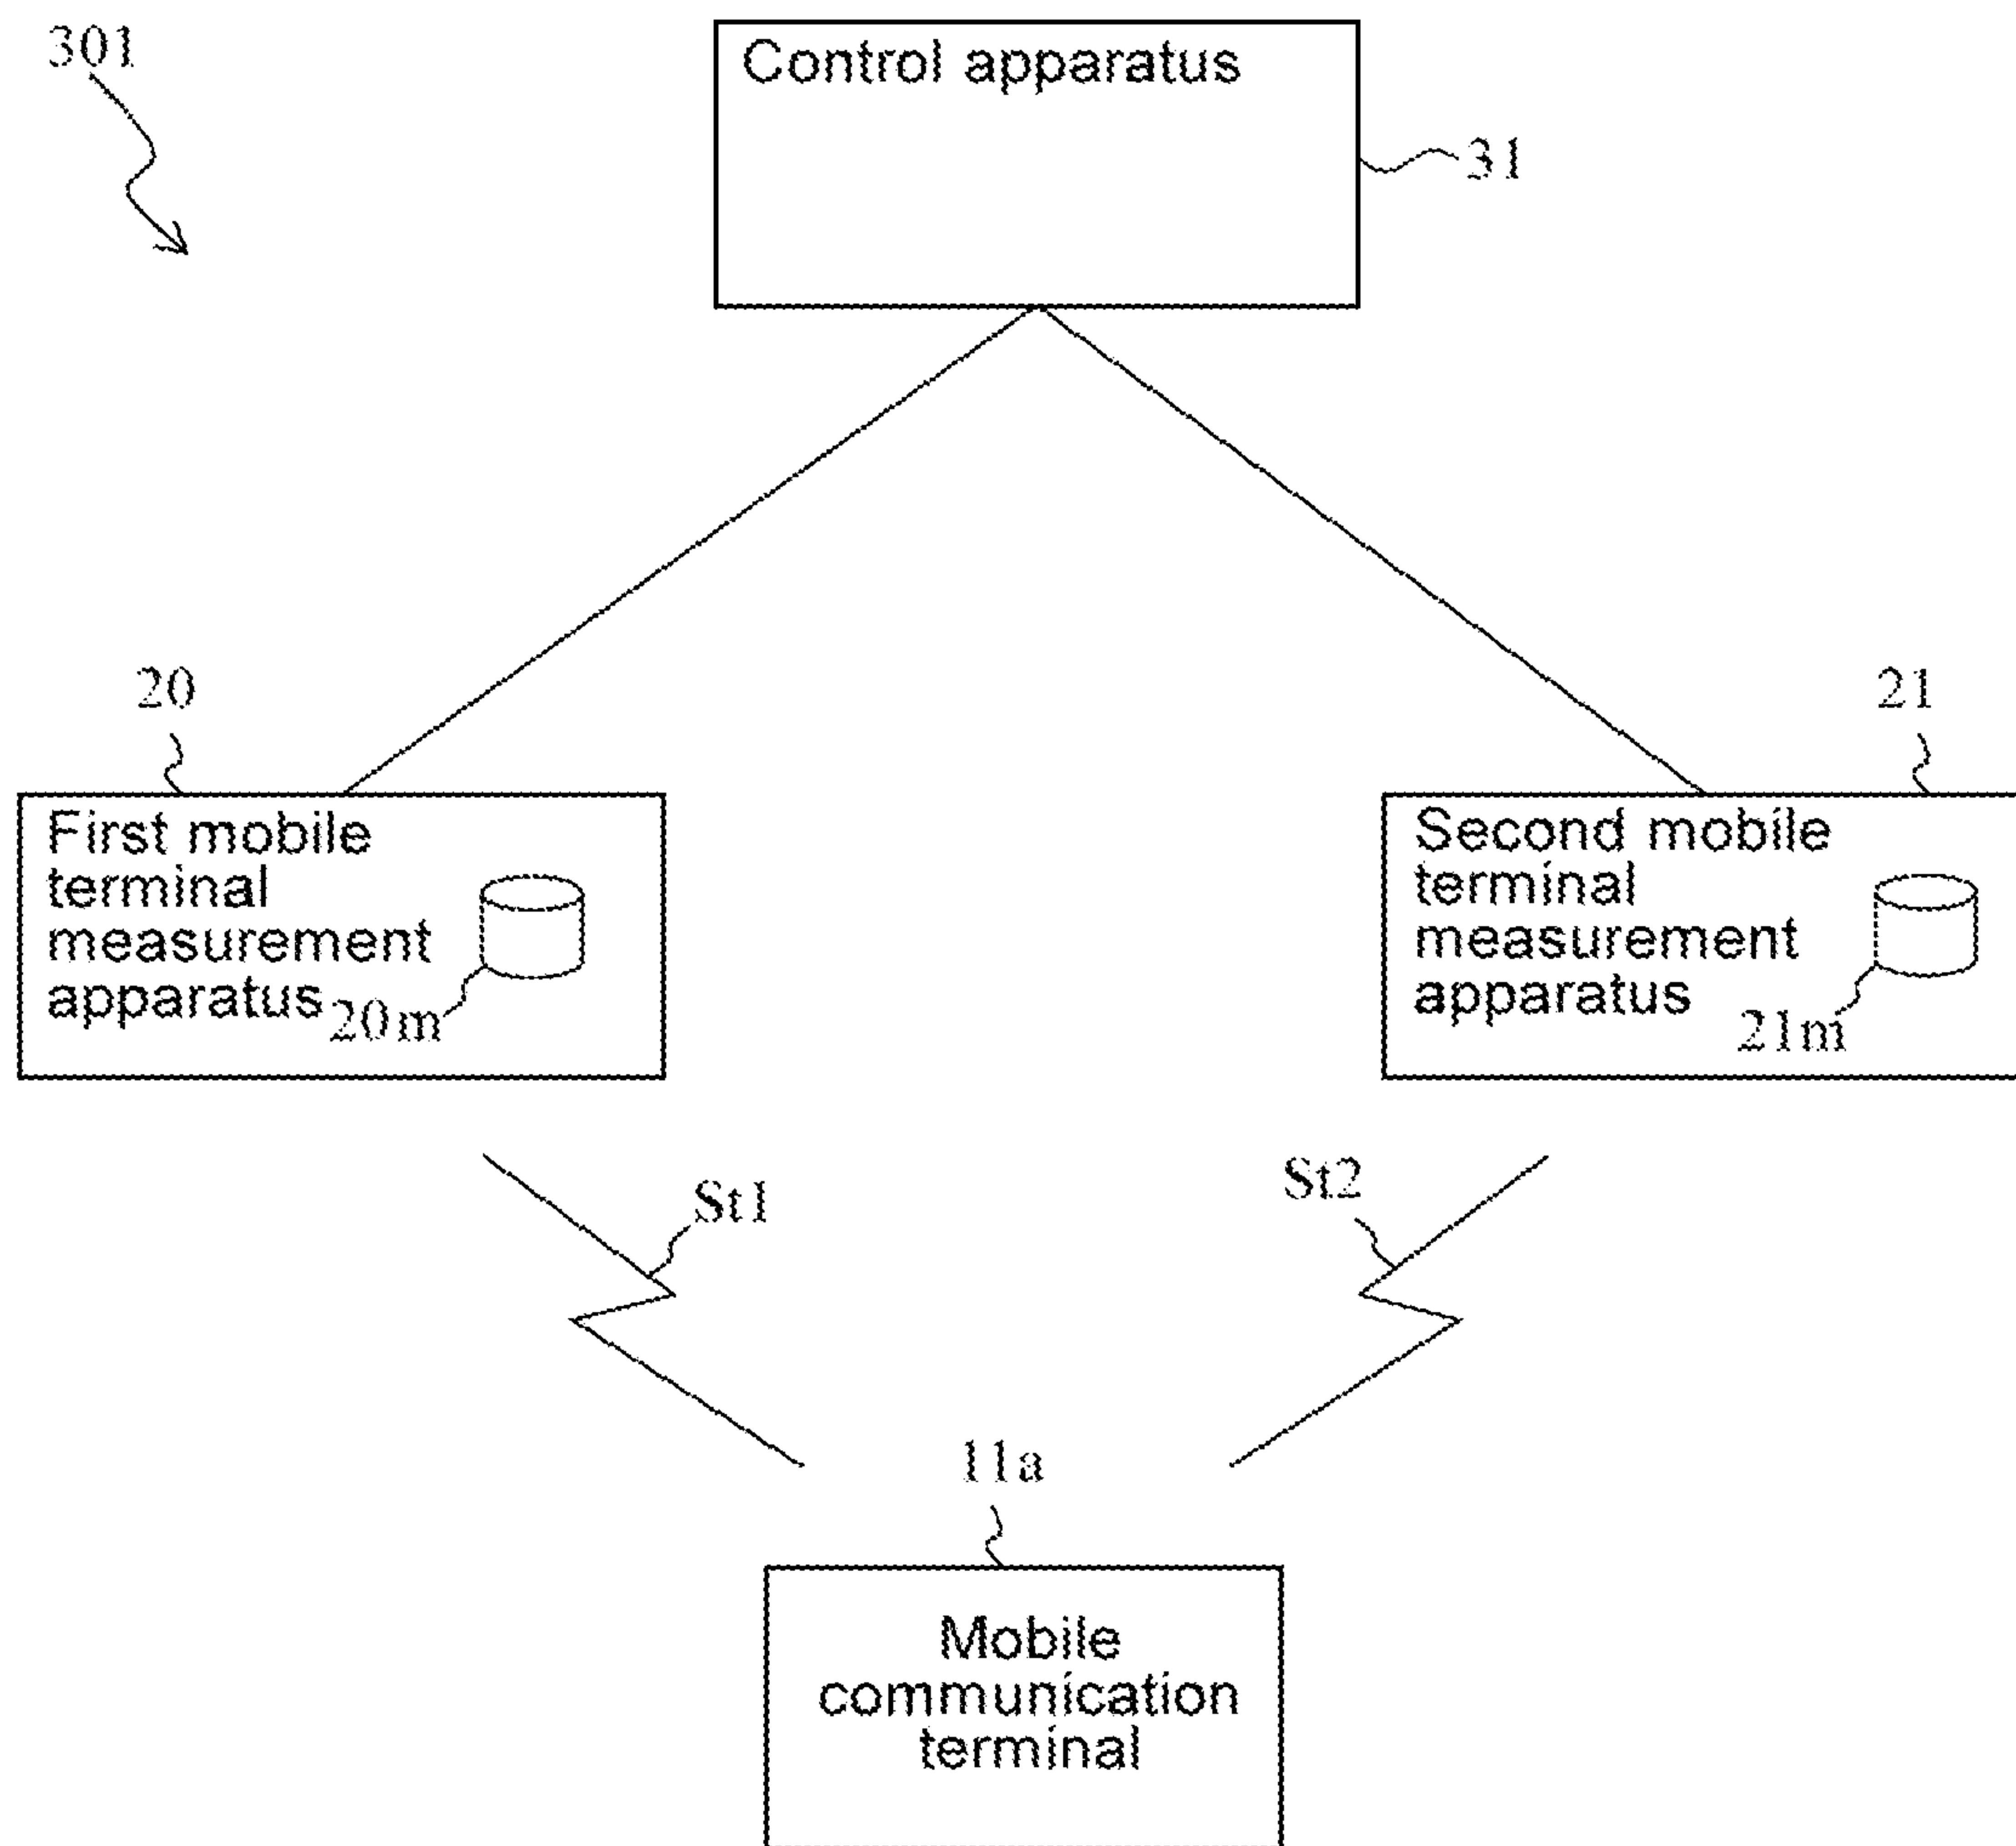 301
Control apparatus
31
20
21
First mobile
terminal
measurement
apparatus
20m
Second mobile
terminal
measurement
apparatus
21m
St1
St2
11a
Mobile
communication
terminal